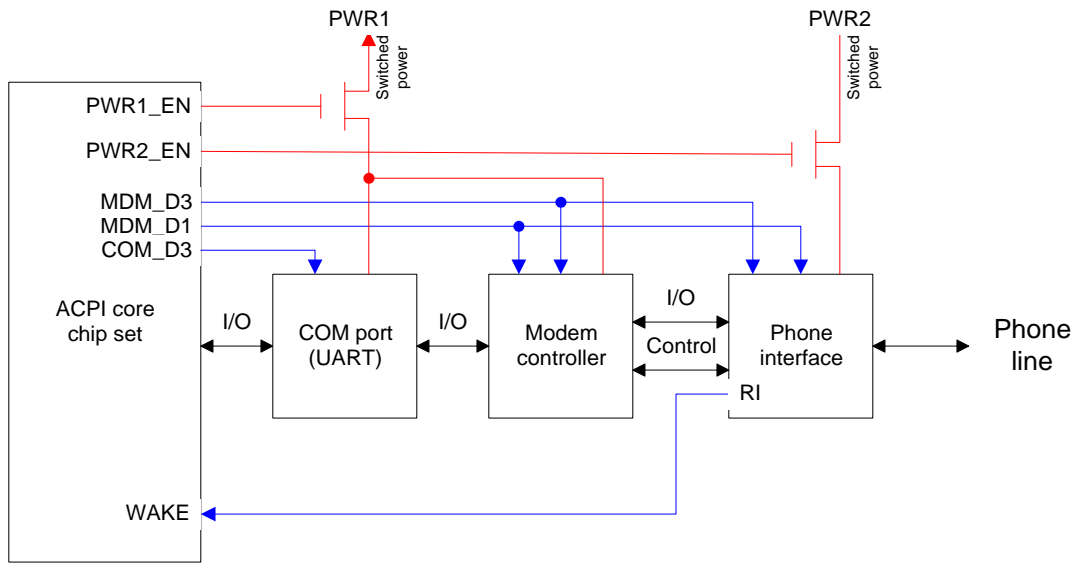 PWR1
PWR2
Switched
power
Switched
power
PWR1_EN
PWR2_EN
MDM_D3
MDM_D1
COM_D3
ACPI core
chip set
I/O
COM port
(UART)
I/O
Modem
controller
I/O
Control
Phone
interface
RI
Phone
line
WAKE